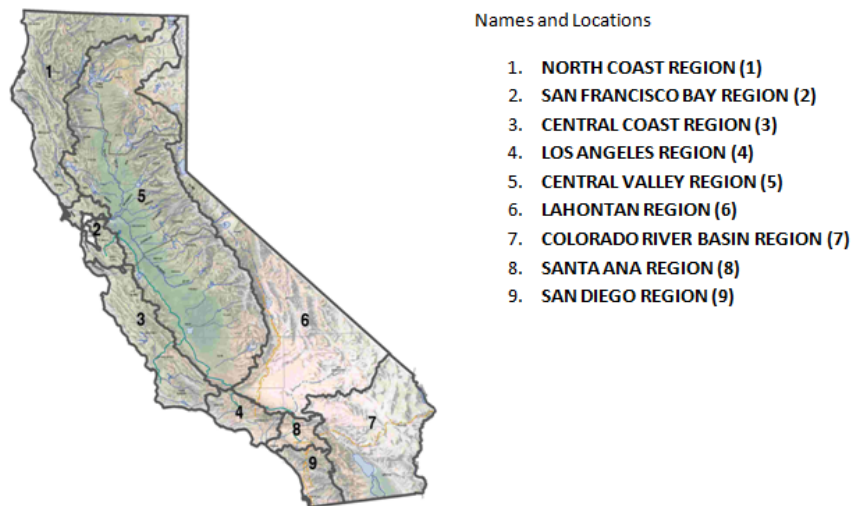 Names and Locations
1. NORTH COAST REGION (1)
2. SAN FRANCISCO BAY REGION (2)
3. CENTRAL COAST REGION (3)
4. LOS ANGELES REGION (4)
5. CENTRAL VALLEY REGION (5)
6. LAHONTAN REGION (6)
7. COLORADO RIVER BASIN REGION (7)
8. SANTA ANA REGION (8)
9. SAN DIEGO REGION (9)
1
5
2
3
6
4
7
8
9